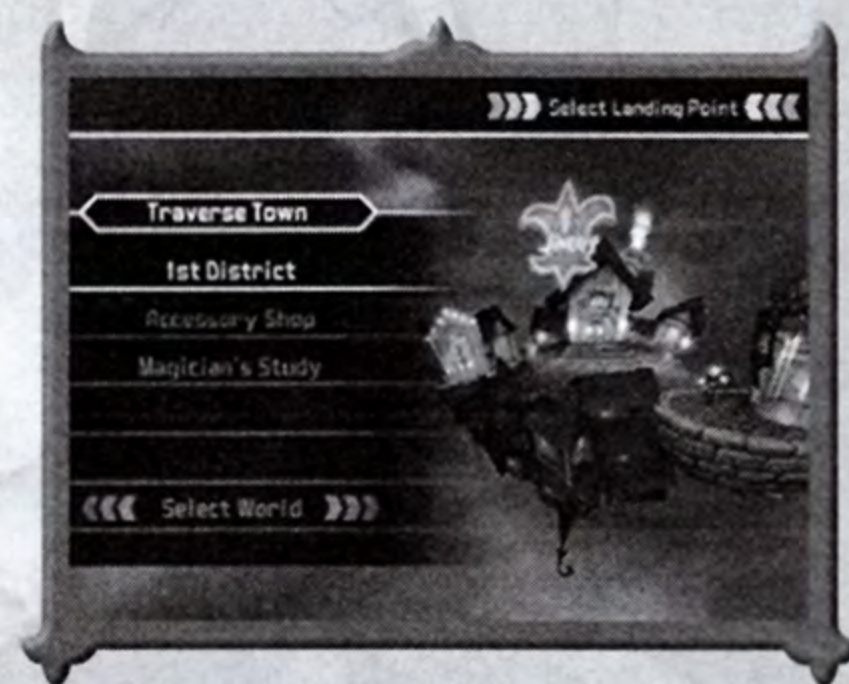 Select Landing Point
Traverse Town
1st District
Accessory Shop
Magician's Study
Select World